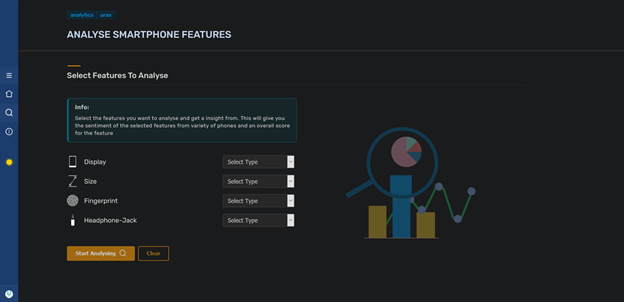 analytics uras
ANALYSE SMARTPHONE FEATURES
Select Features To Analyse
Info:
Select the features you want to analyse and get a insight from. This will give you
the sentiment of the selected features from variety of phones and an overall score
for the feature
Display Select Type
Size Select Type
Fingerprint Select Type
Headphone-Jack Select Type
Start Analysing Clear